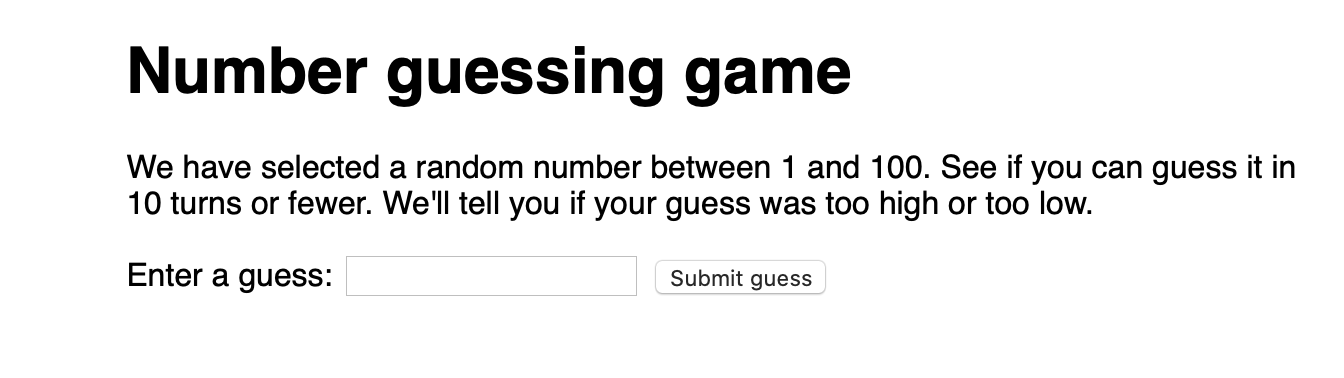 Number guessing game
We have selected a random number between 1 and 100. See if you can guess it in
10 turns or fewer. We'll tell you if your guess was too high or too low.
Enter a guess: Submit guess